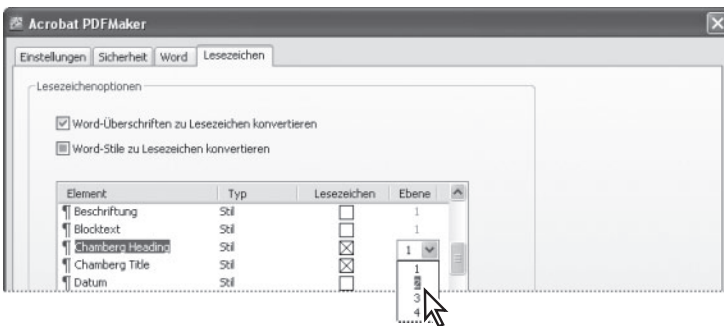 Acrobat PDFMaker
Einstellungen Sicherheit Word Lesezeichen
Lesezeichenoptionen
Word-Überschriften zu Lesezeichen konvertieren
Word-Stile zu Lesezeichen konvertieren
Element Typ Lesezeichen Ebene
¶ Beschriftung Stil 1
¶ Blocktext Stil 1
¶ Chamberg Heading Stil 1
¶ Chamberg Title Stil 1
¶ Datum Stil 2
3
4